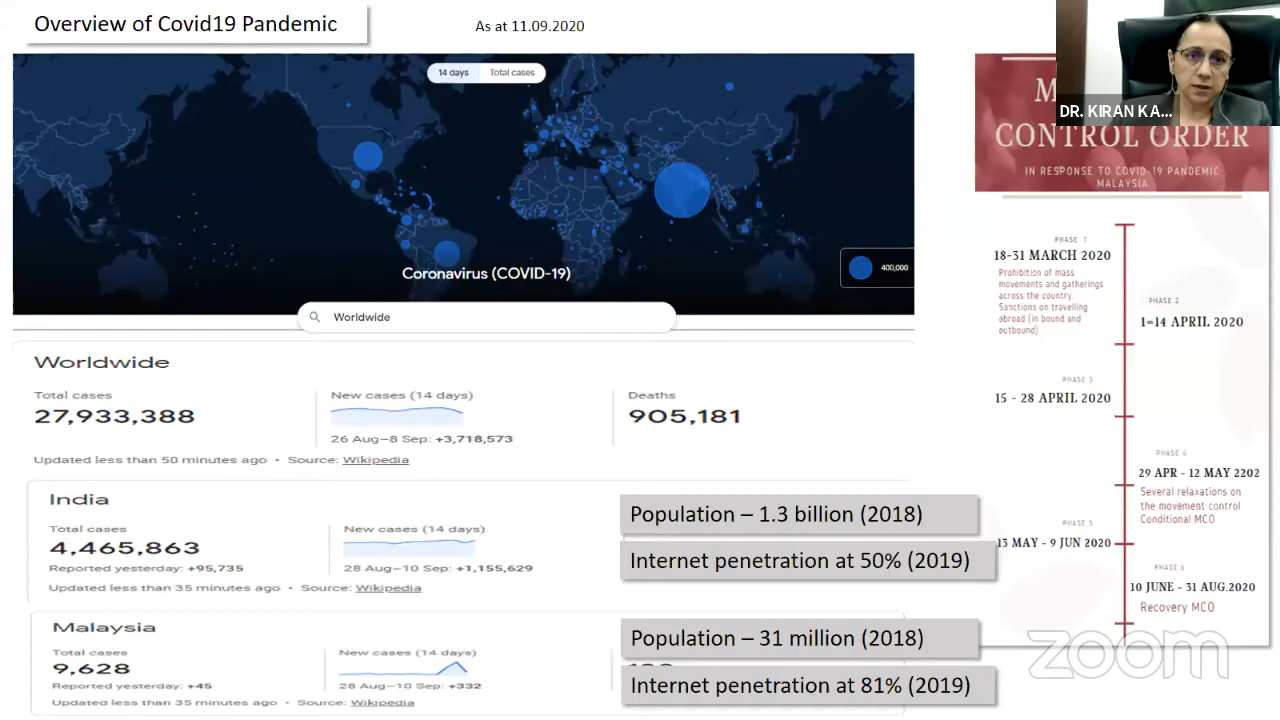 Overview of Covid19 Pandemic
As at 11.09.2020
14 days
Total cases
Coronavirus (COVID-19)
400,000
Worldwide
Worldwide
Total cases
27,933,388
New cases (14 days)
26 Aug–8 Sep: +3,718,573
Deaths
905,181
Updated less than 50 minutes ago • Source: Wikipedia
India
Total cases
4,465,863
Reported yesterday: +95,735
New cases (14 days)
28 Aug–10 Sep: +1,155,629
Updated less than 35 minutes ago • Source: Wikipedia
Population – 1.3 billion (2018)
Internet penetration at 50% (2019)
Malaysia
Total cases
9,628
Reported yesterday: +45
New cases (14 days)
28 Aug–10 Sep: +332
Updated less than 35 minutes ago • Source: Wikipedia
Population – 31 million (2018)
Internet penetration at 81% (2019)
DR. KIRAN KA...
CONTROL ORDER
IN RESPONSE TO COVID-19 PANDEMIC
MALAYSIA
PHASE 1
18-31 MARCH 2020
Prohibition of mass
movements and gatherings
across the country.
Sanctions on travelling
abroad (in bound and
outbound)
PHASE 2
1=14 APRIL 2020
PHASE 3
15 - 28 APRIL 2020
PHASE 4
29 APR - 12 MAY 2202
Several relaxations on
the movement control
Conditional MCO
PHASE 5
13 MAY - 9 JUN 2020
PHASE 6
10 JUNE - 31 AUG.2020
Recovery MCO
zoom